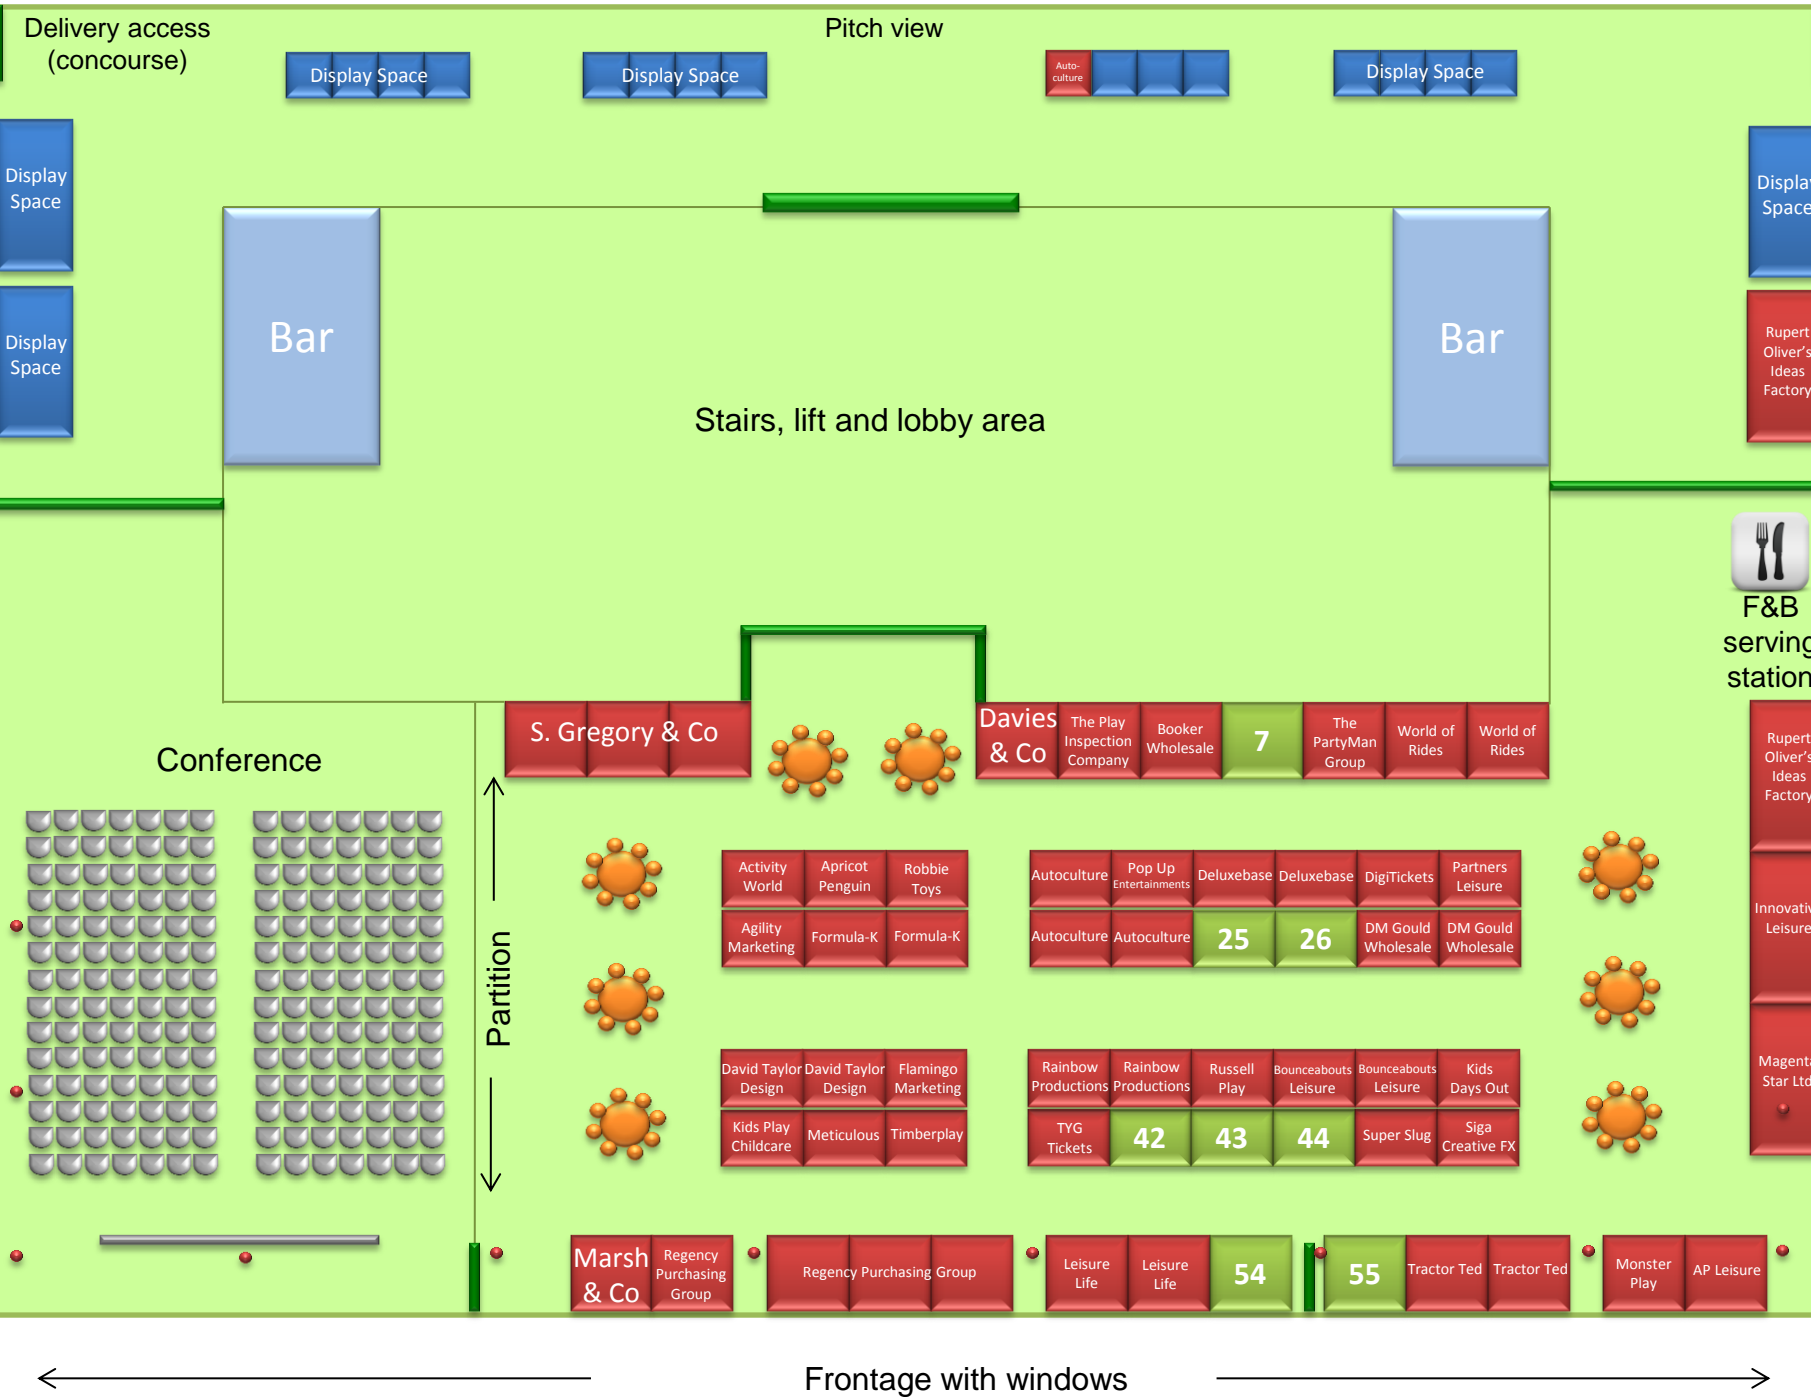 Delivery access
(concourse)
Pitch view
Display Space
Display Space
Auto-
culture
Display Space
Display
Space
Display
Space
Display
Space
Rupert
Oliver's
Ideas
Factory
Bar
Bar
Stairs, lift and lobby area
F&B
serving
station
S. Gregory & Co
Davies
& Co
The Play
Inspection
Company
Booker
Wholesale
7
The
PartyMan
Group
World of
Rides
World of
Rides
Rupert
Oliver's
Ideas
Factory
Conference
Partition
Activity
World
Apricot
Penguin
Robbie
Toys
Autoculture
Pop Up
Entertainments
Deluxebase
Deluxebase
DigiTickets
Partners
Leisure
Agility
Marketing
Formula-K
Formula-K
Autoculture
Autoculture
25
26
DM Gould
Wholesale
DM Gould
Wholesale
Innovative
Leisure
David Taylor
Design
David Taylor
Design
Flamingo
Marketing
Rainbow
Productions
Rainbow
Productions
Russell
Play
Bounceabouts
Leisure
Bounceabouts
Leisure
Kids
Days Out
Magenta
Star Ltd
Kids Play
Childcare
Meticulous
Timberplay
TYG
Tickets
42
43
44
Super Slug
Siga
Creative FX
Marsh
& Co
Regency
Purchasing
Group
Regency Purchasing Group
Leisure
Life
Leisure
Life
54
55
Tractor Ted
Tractor Ted
Monster
Play
AP Leisure
Frontage with windows